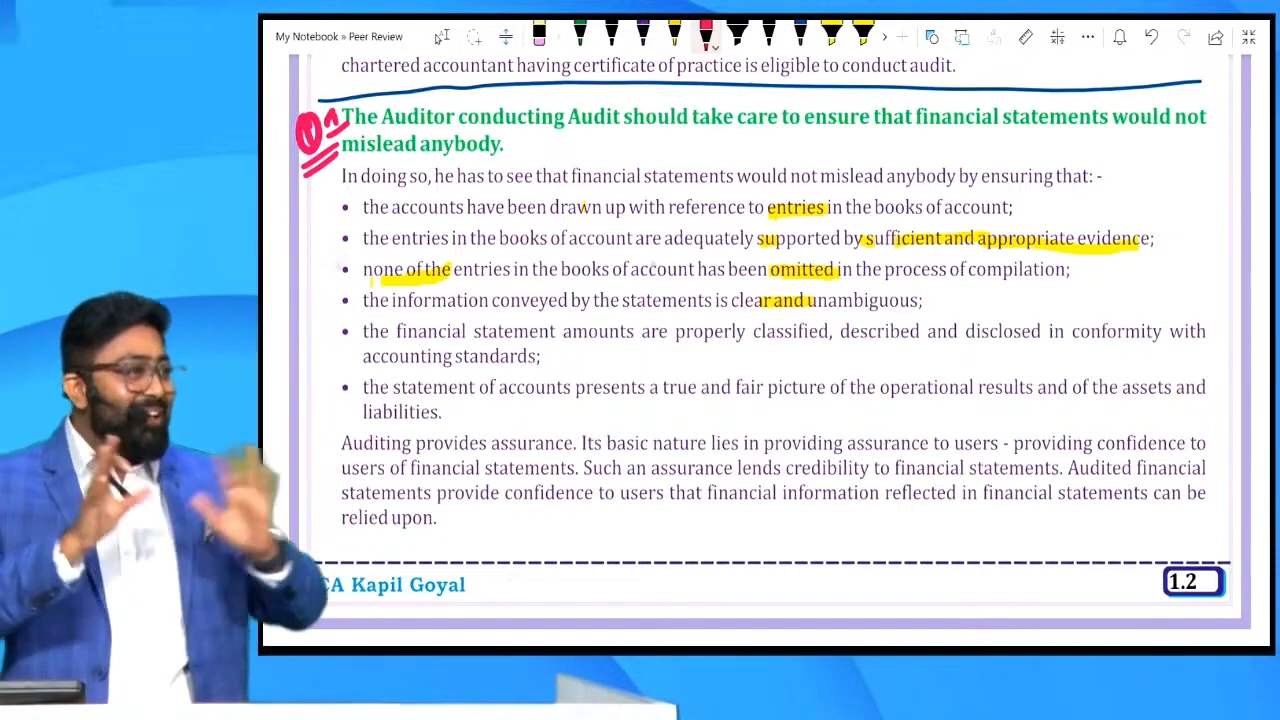 My Notebook » Peer Review
chartered accountant having certificate of practice is eligible to conduct audit.
The Auditor conducting Audit should take care to ensure that financial statements would not
mislead anybody.
In doing so, he has to see that financial statements would not mislead anybody by ensuring that: -
• the accounts have been drawn up with reference to entries in the books of account;
• the entries in the books of account are adequately supported by sufficient and appropriate evidence;
• none of the entries in the books of account has been omitted in the process of compilation;
• the information conveyed by the statements is clear and unambiguous;
• the financial statement amounts are properly classified, described and disclosed in conformity with
accounting standards;
• the statement of accounts presents a true and fair picture of the operational results and of the assets and
liabilities.
Auditing provides assurance. Its basic nature lies in providing assurance to users - providing confidence to
users of financial statements. Such an assurance lends credibility to financial statements. Audited financial
statements provide confidence to users that financial information reflected in financial statements can be
relied upon.
CA Kapil Goyal
1.2